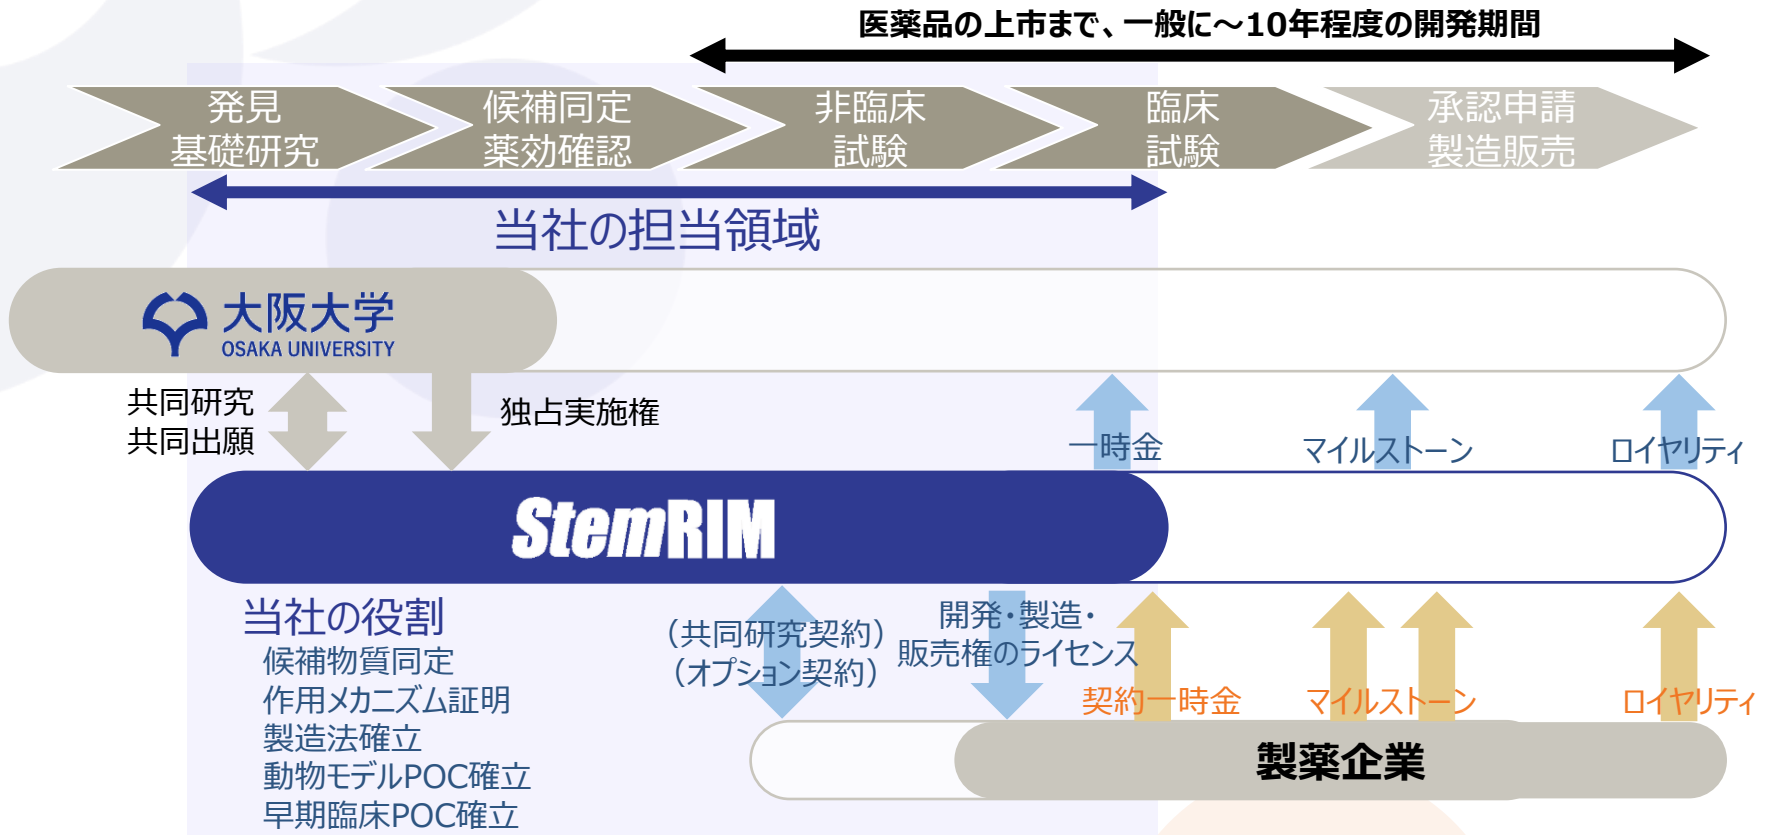 医薬品の上市まで、一般に～10年程度の開発期間
発見
基礎研究
候補同定
薬効確認
非臨床
試験
臨床
試験
承認申請
製造販売
当社の担当領域
大阪大学
OSAKA UNIVERSITY
共同研究
共同出願
独占実施権
一時金
マイルストーン
ロイヤリティ
StemRIM
当社の役割
候補物質同定
作用メカニズム証明
製造法確立
動物モデルPOC確立
早期臨床POC確立
（共同研究契約）
（オプション契約）
開発・製造・
販売権のライセンス
契約一時金
マイルストーン
ロイヤリティ
製薬企業